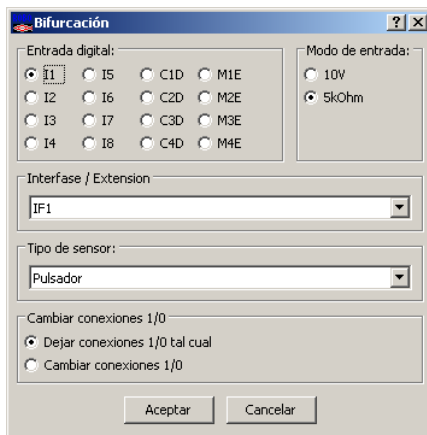 Bifurcación
Entrada digital:
I1 I5 C1D M1E
I2 I6 C2D M2E
I3 I7 C3D M3E
I4 I8 C4D M4E
Modo de entrada:
10V
5kOhm
Interfase / Extension
IF1
Tipo de sensor:
Pulsador
Cambiar conexiones 1/0
Dejar conexiones 1/0 tal cual
Cambiar conexiones 1/0
Aceptar Cancelar